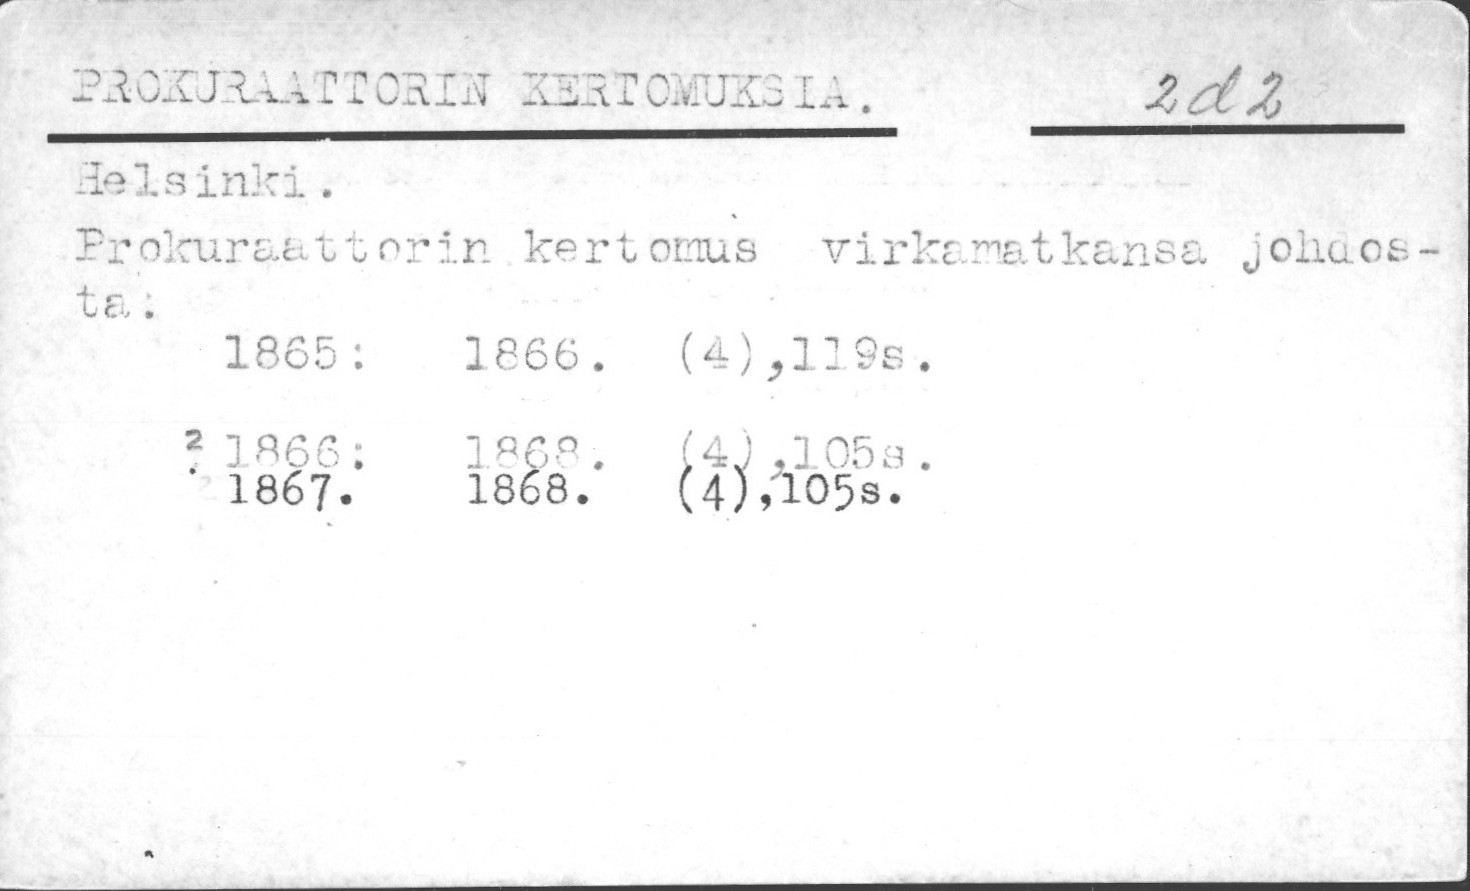 PROKURAATTORIN KERTOMUKSIA. 2d2
Helsinki.
Prokuraattorin kertomus virkamatkansa johdos-
ta:
1865: 1866. (4),119s.
2 1866: 1868. (4),105s.
1867. 1868. (4),105s.